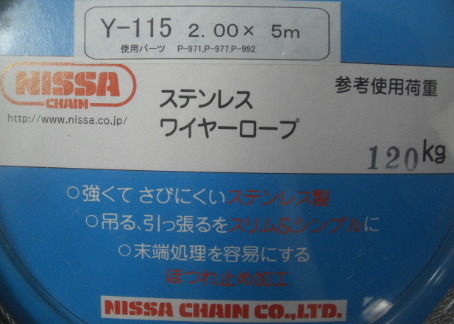 Y-115 2.00× 5m
使用パーツ P-971,P-977,P-992
NISSA
CHAIN
http://www.nissa.co.jp/
ステンレス
ワイヤーロープ
参考使用荷重
120kg
○強くて さびにくいステンレス製
○吊る、引っ張るをスリム&シンプルに
○末端処理を容易にする
ほつれ止め加工
NISSA CHAIN CO.,LTD.